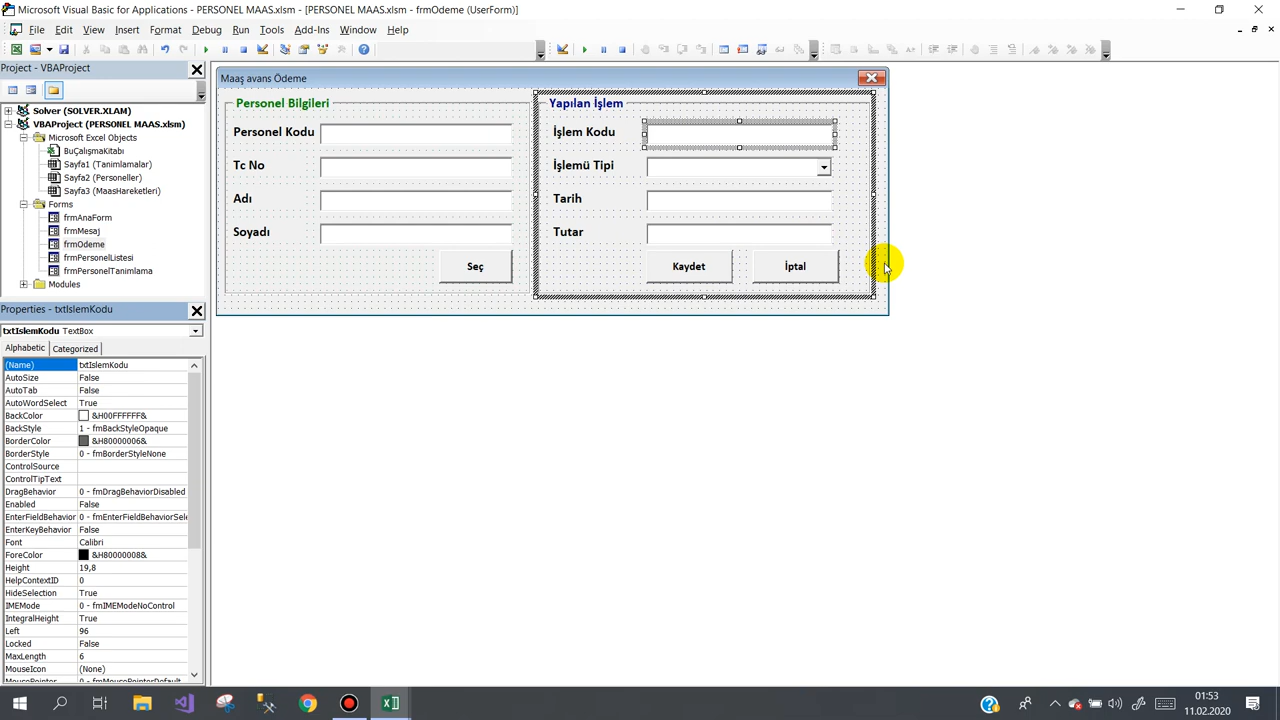 Microsoft Visual Basic for Applications - PERSONEL MAAS.xlsm - [PERSONEL MAAS.xlsm - frmOdeme (UserForm)]
File Edit View Insert Format Debug Run Tools Add-Ins Window Help
Project - VBAProject
Solver (SOLVER.XLAM)
VBAProject (PERSONEL MAAS.xlsm)
Microsoft Excel Objects
BuÇalışmaKitabı
Sayfa1 (Tanimlamalar)
Sayfa2 (Personeller)
Sayfa3 (MaasHareketleri)
Forms
frmAnaForm
frmMesaj
frmOdeme
frmPersonelListesi
frmPersonelTanimlama
Modules
Properties - txtIslemKodu
txtIslemKodu TextBox
Alphabetic Categorized
(Name) txtIslemKodu
AutoSize False
AutoTab False
AutoWordSelect True
BackColor &H00FFFFFF&
BackStyle 1 - fmBackStyleOpaque
BorderColor &H80000006&
BorderStyle 0 - fmBorderStyleNone
ControlSource
ControlTipText
DragBehavior 0 - fmDragBehaviorDisabled
Enabled False
EnterFieldBehavior 0 - fmEnterFieldBehaviorSele
EnterKeyBehavior False
Font Calibri
ForeColor &H80000008&
Height 19,8
HelpContextID 0
HideSelection True
IMEMode 0 - fmIMEModeNoControl
IntegralHeight True
Left 96
Locked False
MaxLength 6
MouseIcon (None)
MousePointer 0 - fmMousePointerDefault
Maaş avans Ödeme
Personel Bilgileri
Personel Kodu
Tc No
Adı
Soyadı
Seç
Yapılan İşlem
İşlem Kodu
İşlemü Tipi
Tarih
Tutar
Kaydet
İptal
01:53
11.02.2020